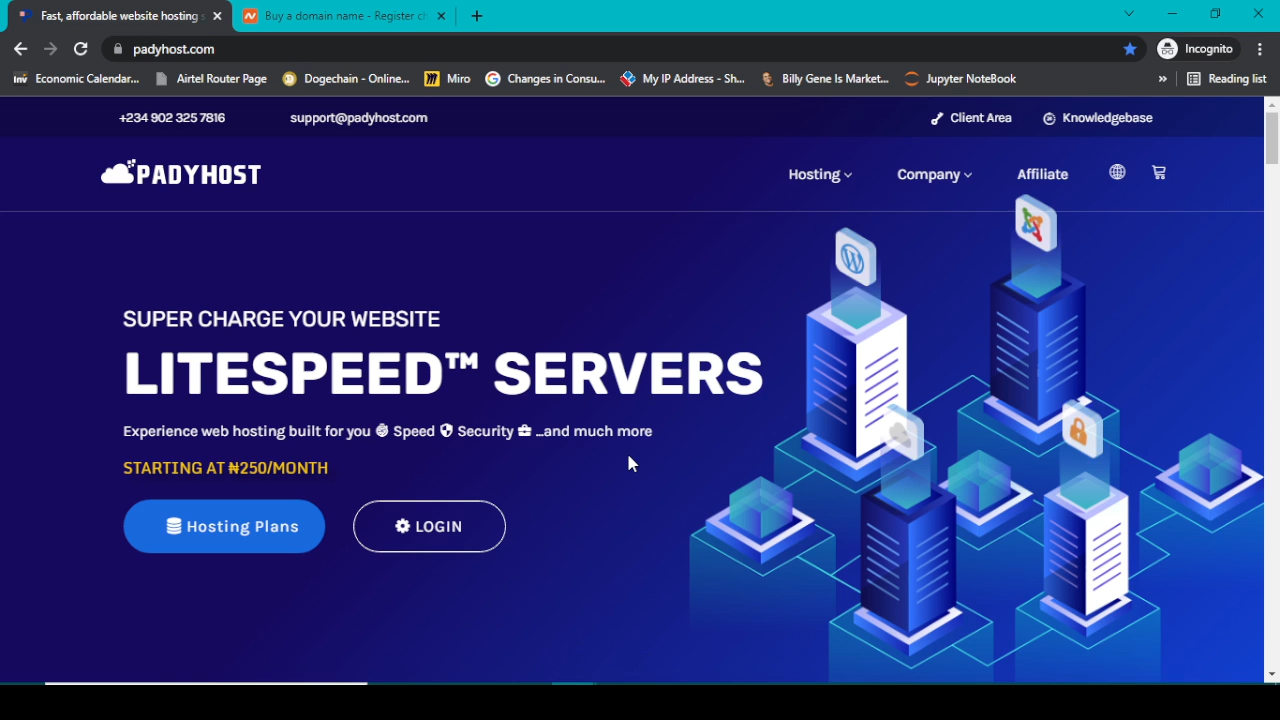 Fast, affordable website hosting s
Buy a domain name - Register ch
padyhost.com
Incognito
Economic Calendar...
Airtel Router Page
Dogechain - Online...
Miro
Changes in Consu...
My IP Address - Sh...
Billy Gene Is Market...
Jupyter NoteBook
»
Reading list
+234 902 325 7816
support@padyhost.com
Client Area
Knowledgebase
PADYHOST
Hosting
Company
Affiliate
SUPER CHARGE YOUR WEBSITE
LITESPEED™ SERVERS
Experience web hosting built for you Speed Security ...and much more
STARTING AT ₦250/MONTH
Hosting Plans
LOGIN